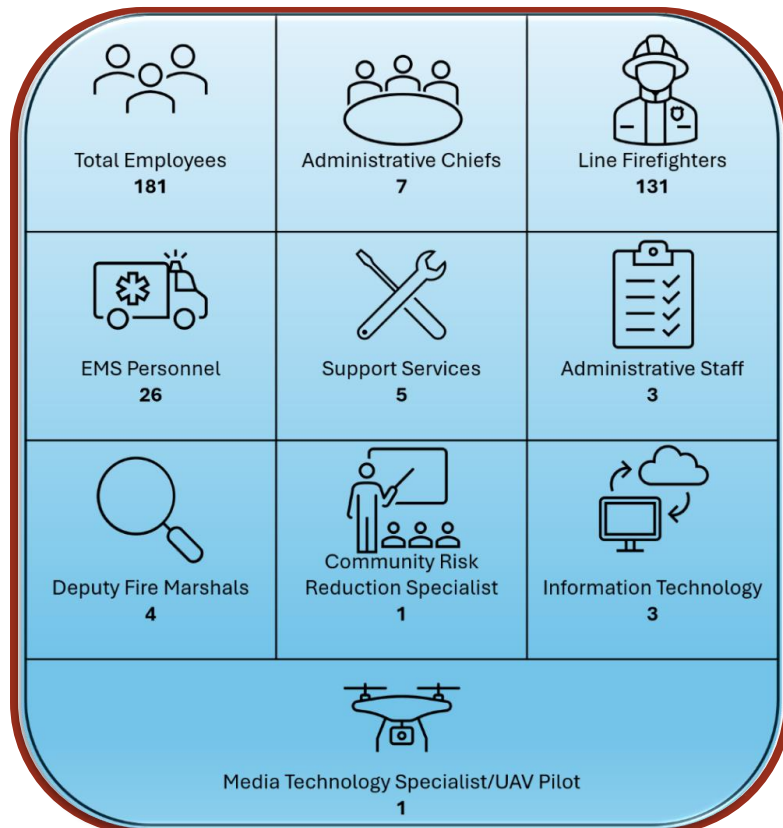 Total Employees
181
Administrative Chiefs
7
Line Firefighters
131
EMS Personnel
26
Support Services
5
Administrative Staff
3
Deputy Fire Marshals
4
Community Risk
Reduction Specialist
1
Information Technology
3
Media Technology Specialist/UAV Pilot
1